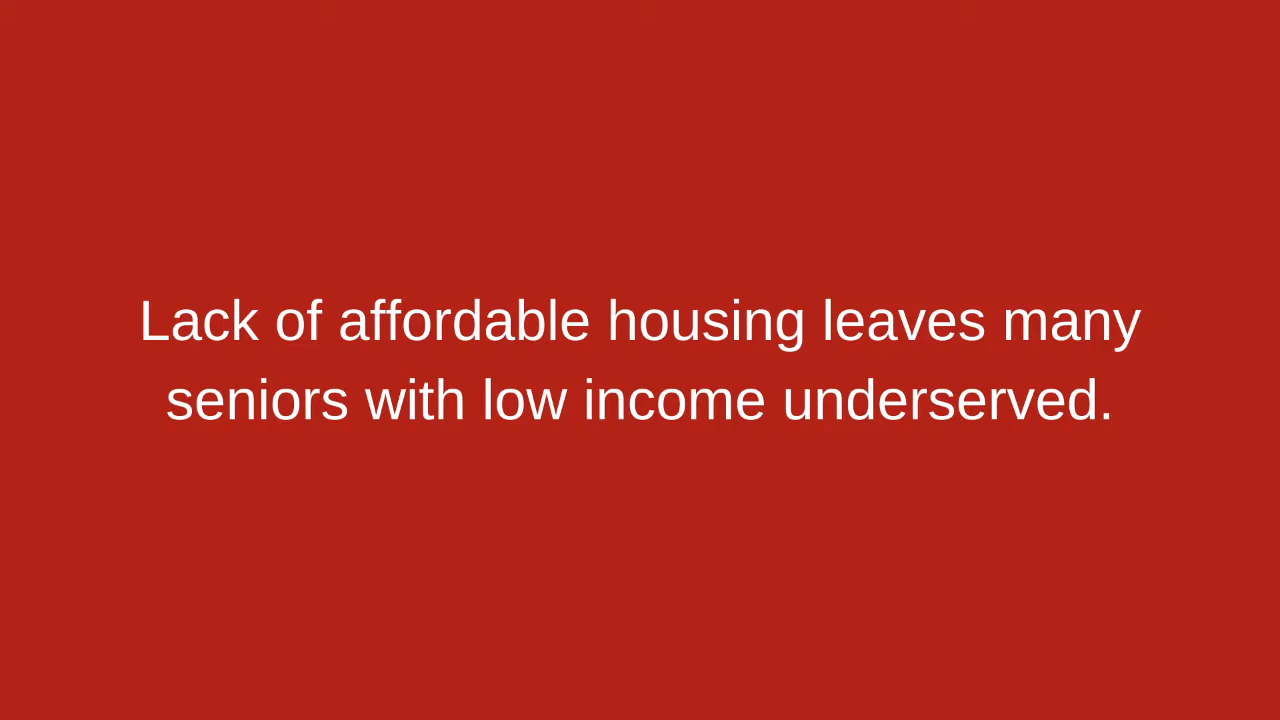 Lack of affordable housing leaves many
seniors with low income underserved.